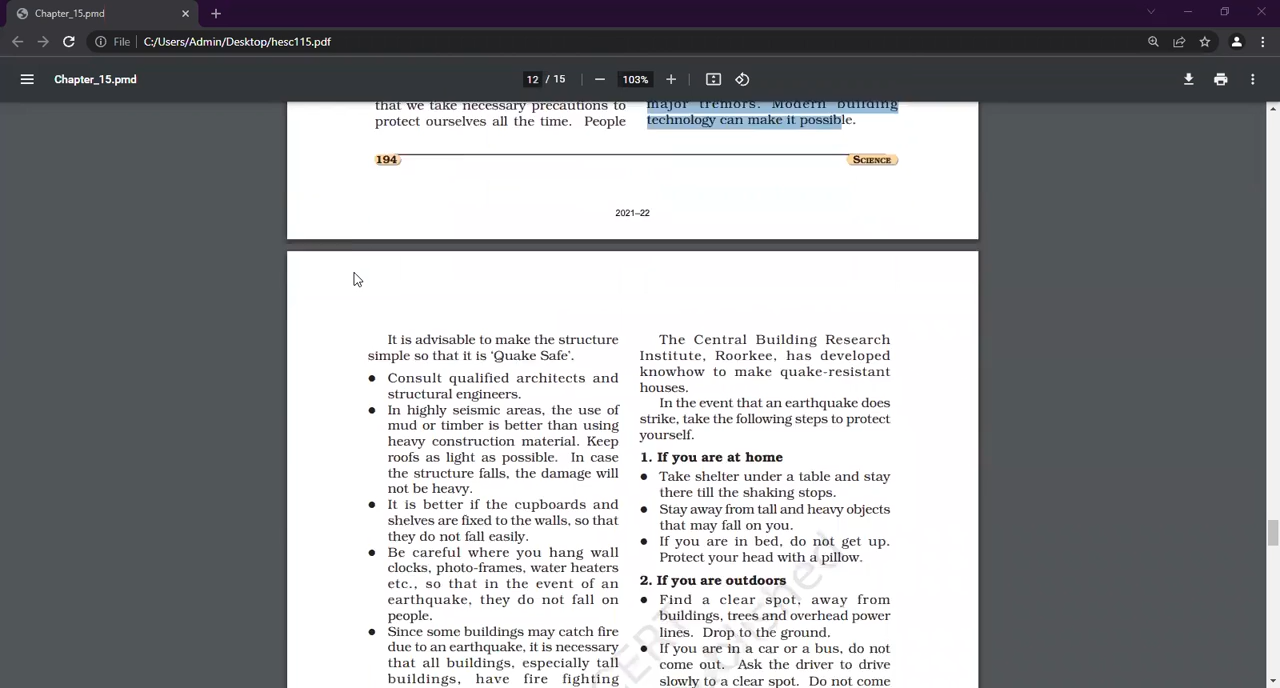 Chapter_15.pmd
File
C:/Users/Admin/Desktop/hesc115.pdf
Chapter_15.pmd
12 / 15
103%
that we take necessary precautions to
protect ourselves all the time. People
major tremors. Modern building
technology can make it possible.
194
SCIENCE
2021–22
It is advisable to make the structure
simple so that it is 'Quake Safe'.
• Consult qualified architects and
structural engineers.
• In highly seismic areas, the use of
mud or timber is better than using
heavy construction material. Keep
roofs as light as possible. In case
the structure falls, the damage will
not be heavy.
• It is better if the cupboards and
shelves are fixed to the walls, so that
they do not fall easily.
• Be careful where you hang wall
clocks, photo-frames, water heaters
etc., so that in the event of an
earthquake, they do not fall on
people.
• Since some buildings may catch fire
due to an earthquake, it is necessary
that all buildings, especially tall
buildings, have fire fighting
The Central Building Research
Institute, Roorkee, has developed
knowhow to make quake-resistant
houses.
In the event that an earthquake does
strike, take the following steps to protect
yourself.
1. If you are at home
• Take shelter under a table and stay
there till the shaking stops.
• Stay away from tall and heavy objects
that may fall on you.
• If you are in bed, do not get up.
Protect your head with a pillow.
2. If you are outdoors
• Find a clear spot, away from
buildings, trees and overhead power
lines. Drop to the ground.
• If you are in a car or a bus, do not
come out. Ask the driver to drive
slowly to a clear spot. Do not come